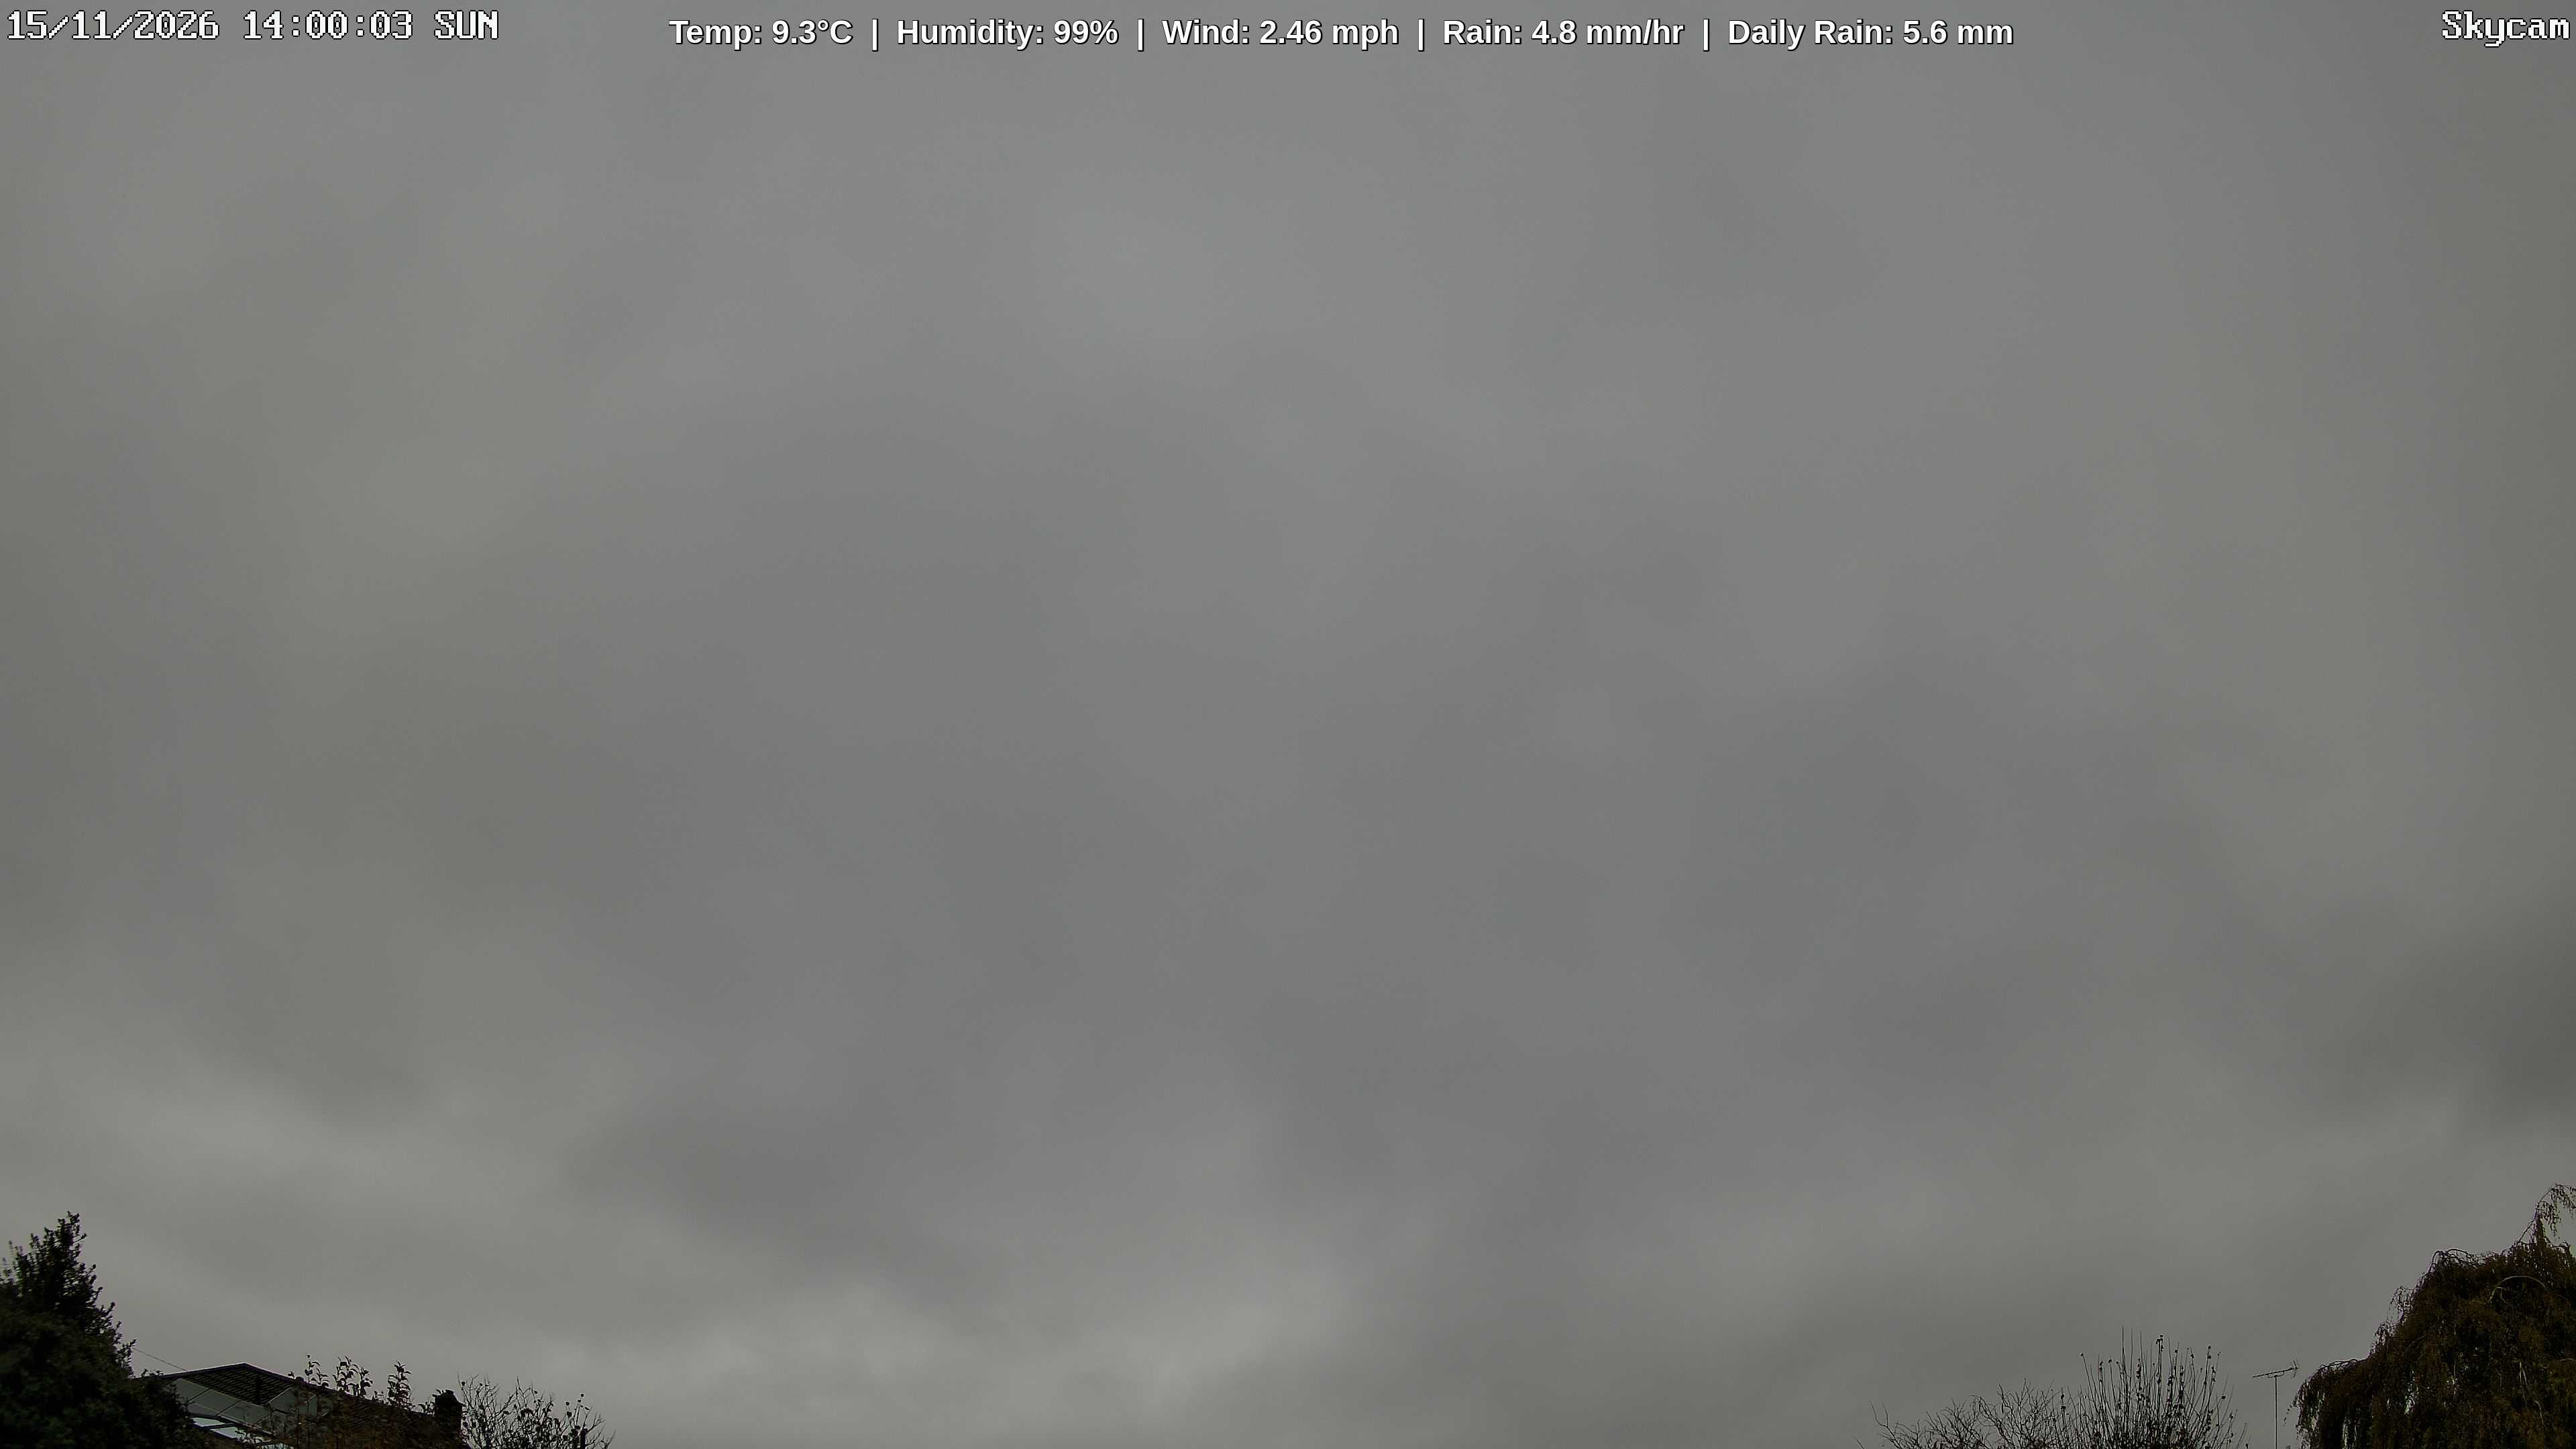 15/11/2026 14:00:03 SUN
Temp: 9.3°C | Humidity: 99% | Wind: 2.46 mph | Rain: 4.8 mm/hr | Daily Rain: 5.6 mm
Skycam